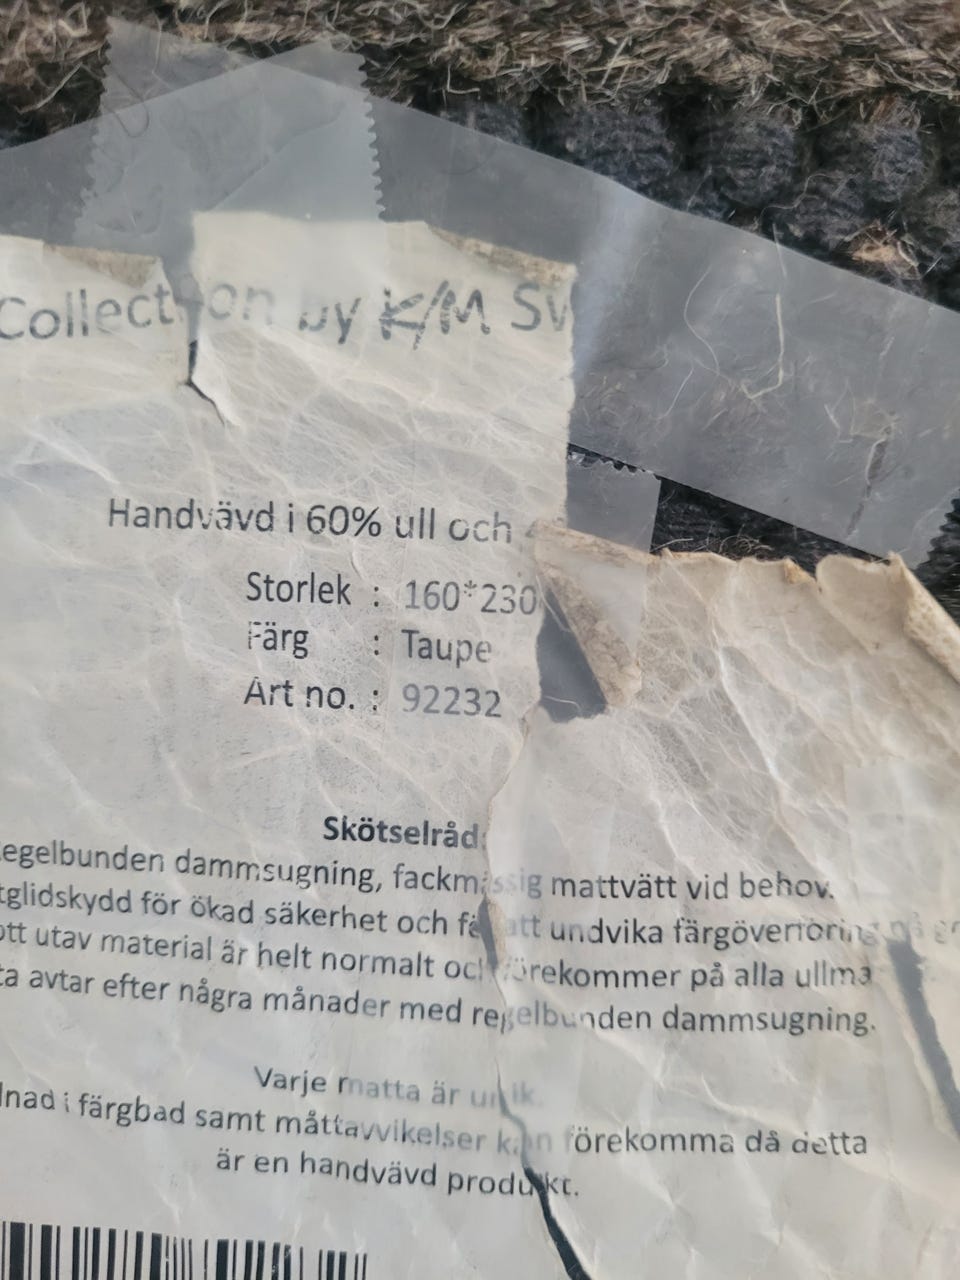 Collection by K/M Sv
Handvävd i 60% ull och
Storlek : 160*230
Färg : Taupe
Art no. : 92232
Skötselråd:
egelbunden dammsugning, fackmässig mattvätt vid behov.
tglidskydd för ökad säkerhet och för att undvika färgöverföring på
ott utav material är helt normalt och förekommer på alla ullma
ta avtar efter några månader med regelbunden dammsugning.
Varje matta är unik.
lnad i färgbad samt måttavvikelser kan förekomma då detta
är en handvävd produkt.